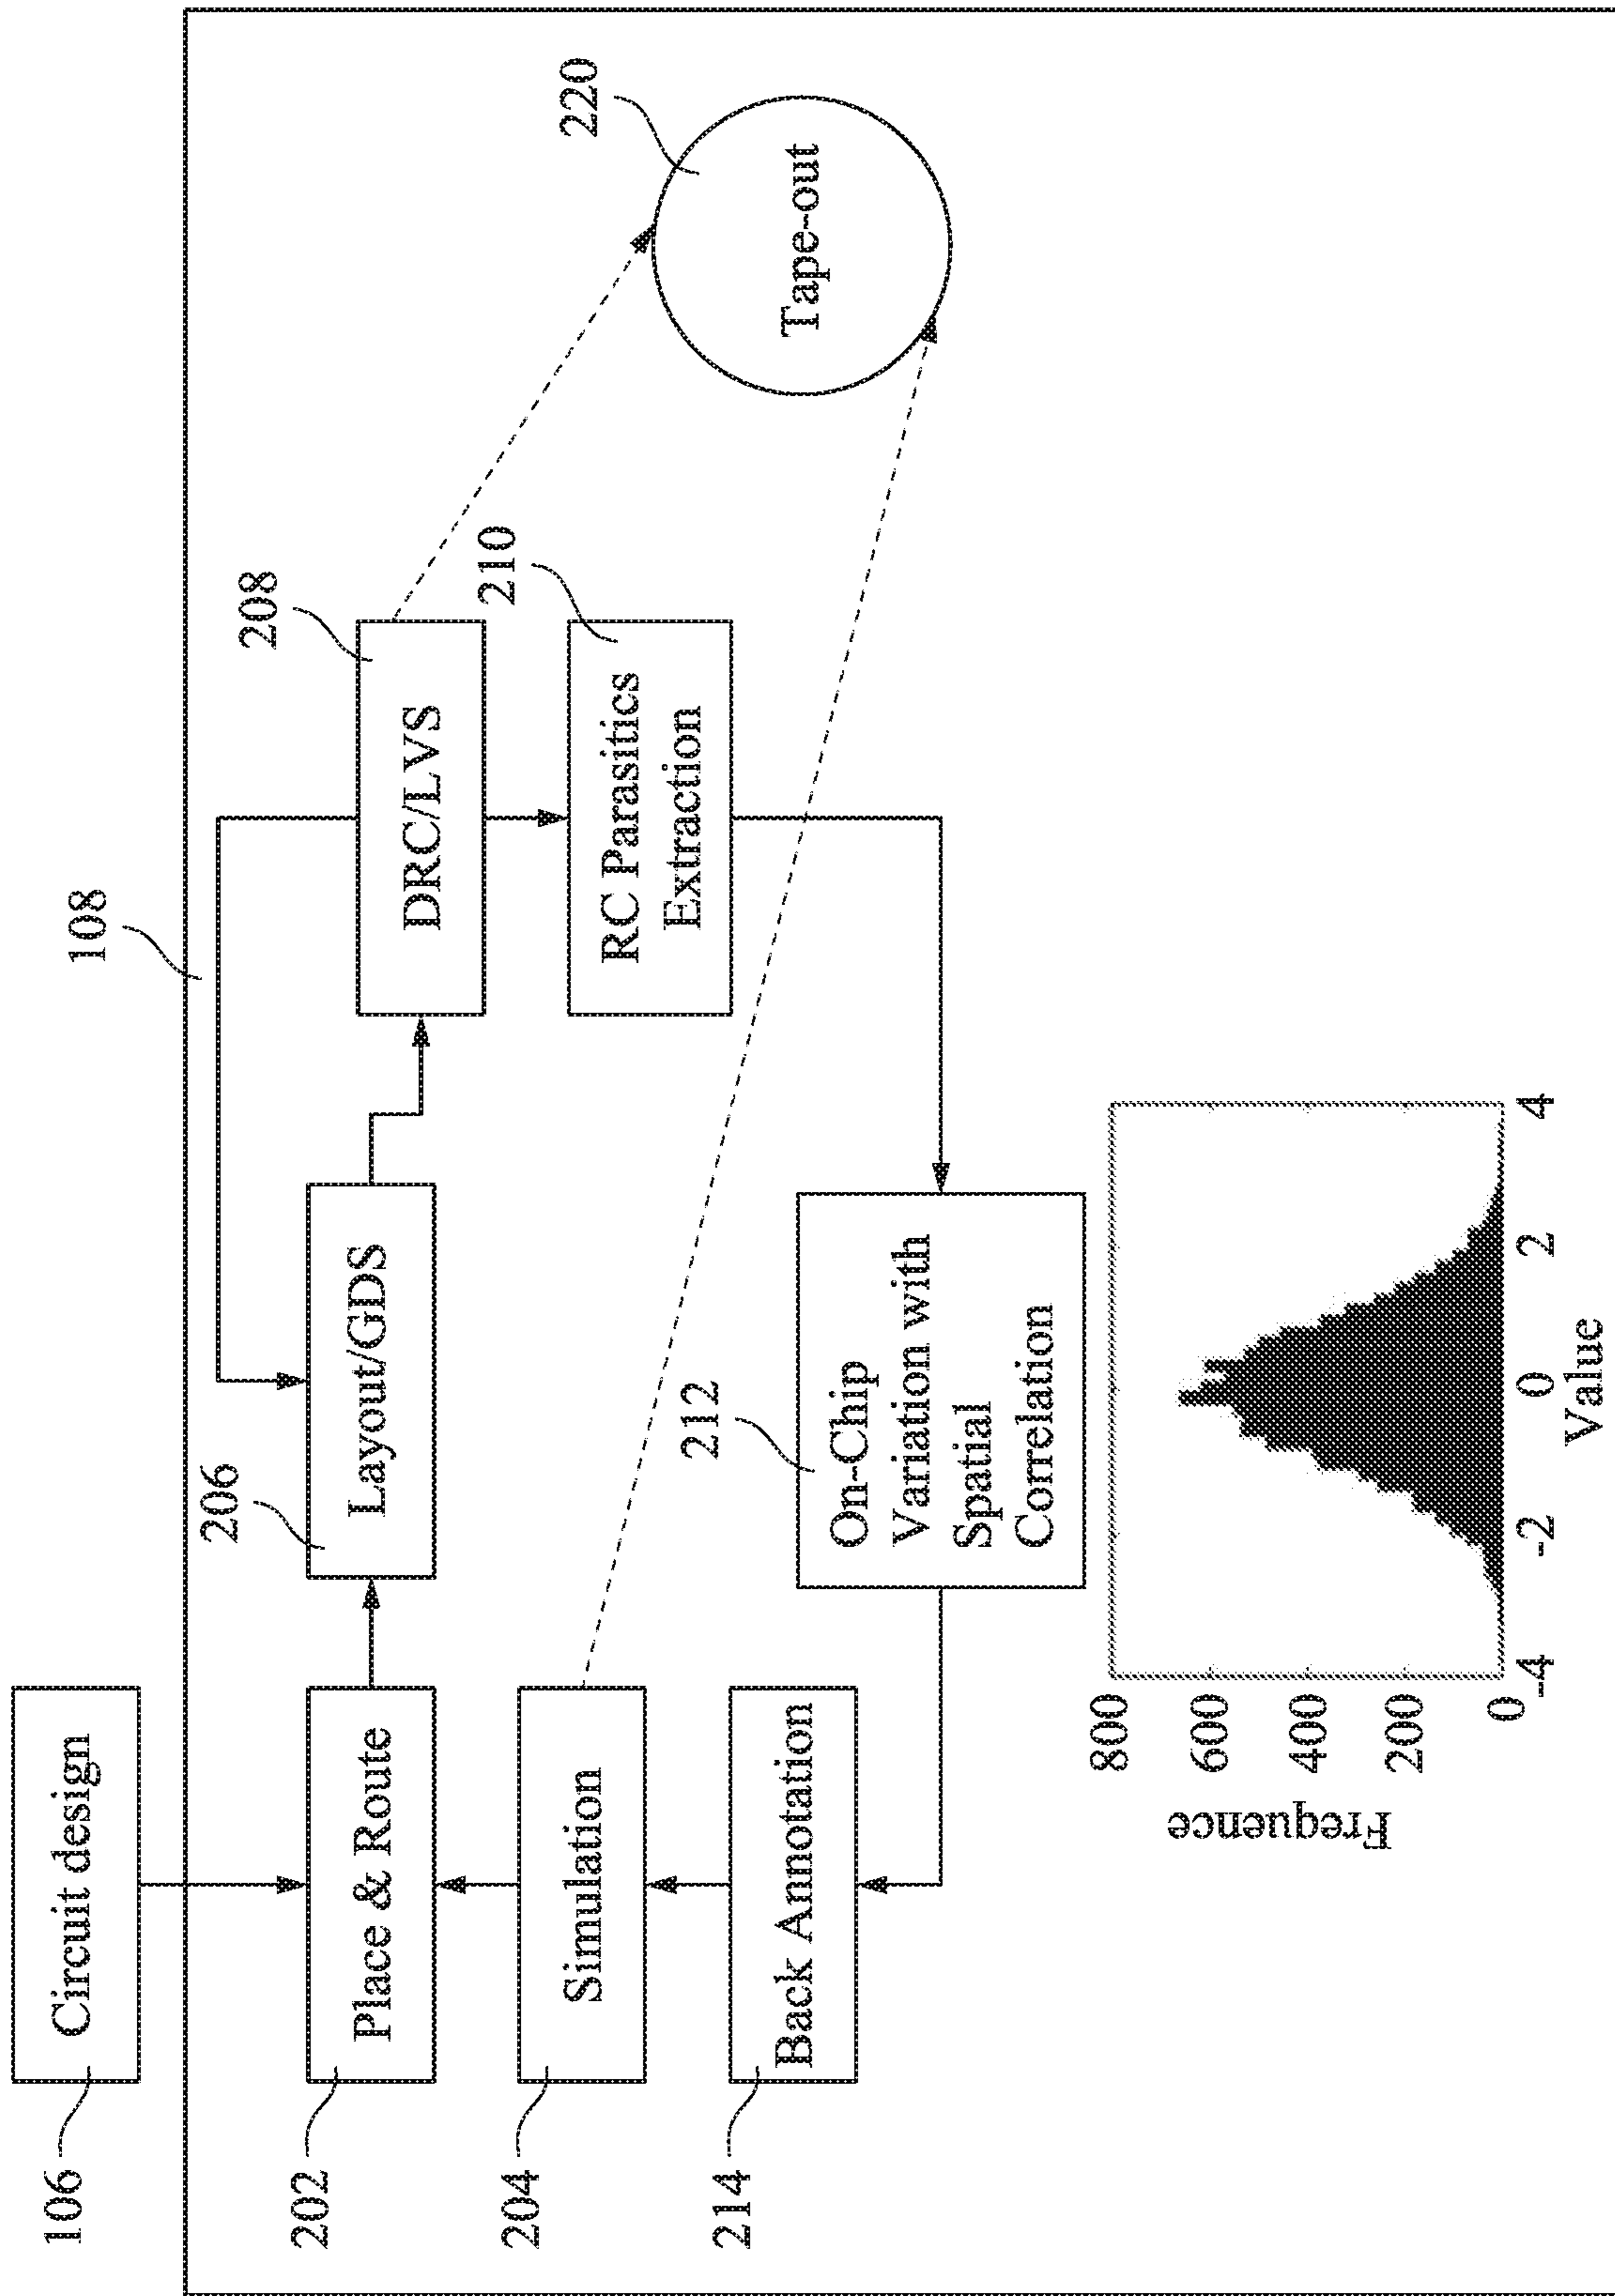 106
Circuit design
108
202
Place & Route
206
Layout/GDS
208
DRC/LVS
220
Tape-out
204
Simulation
210
RC Parasitics
Extraction
214
Back Annotation
212
On-Chip
Variation with
Spatial
Correlation
Frequence
800
600
400
200
0
-4
-2
0
2
4
Value